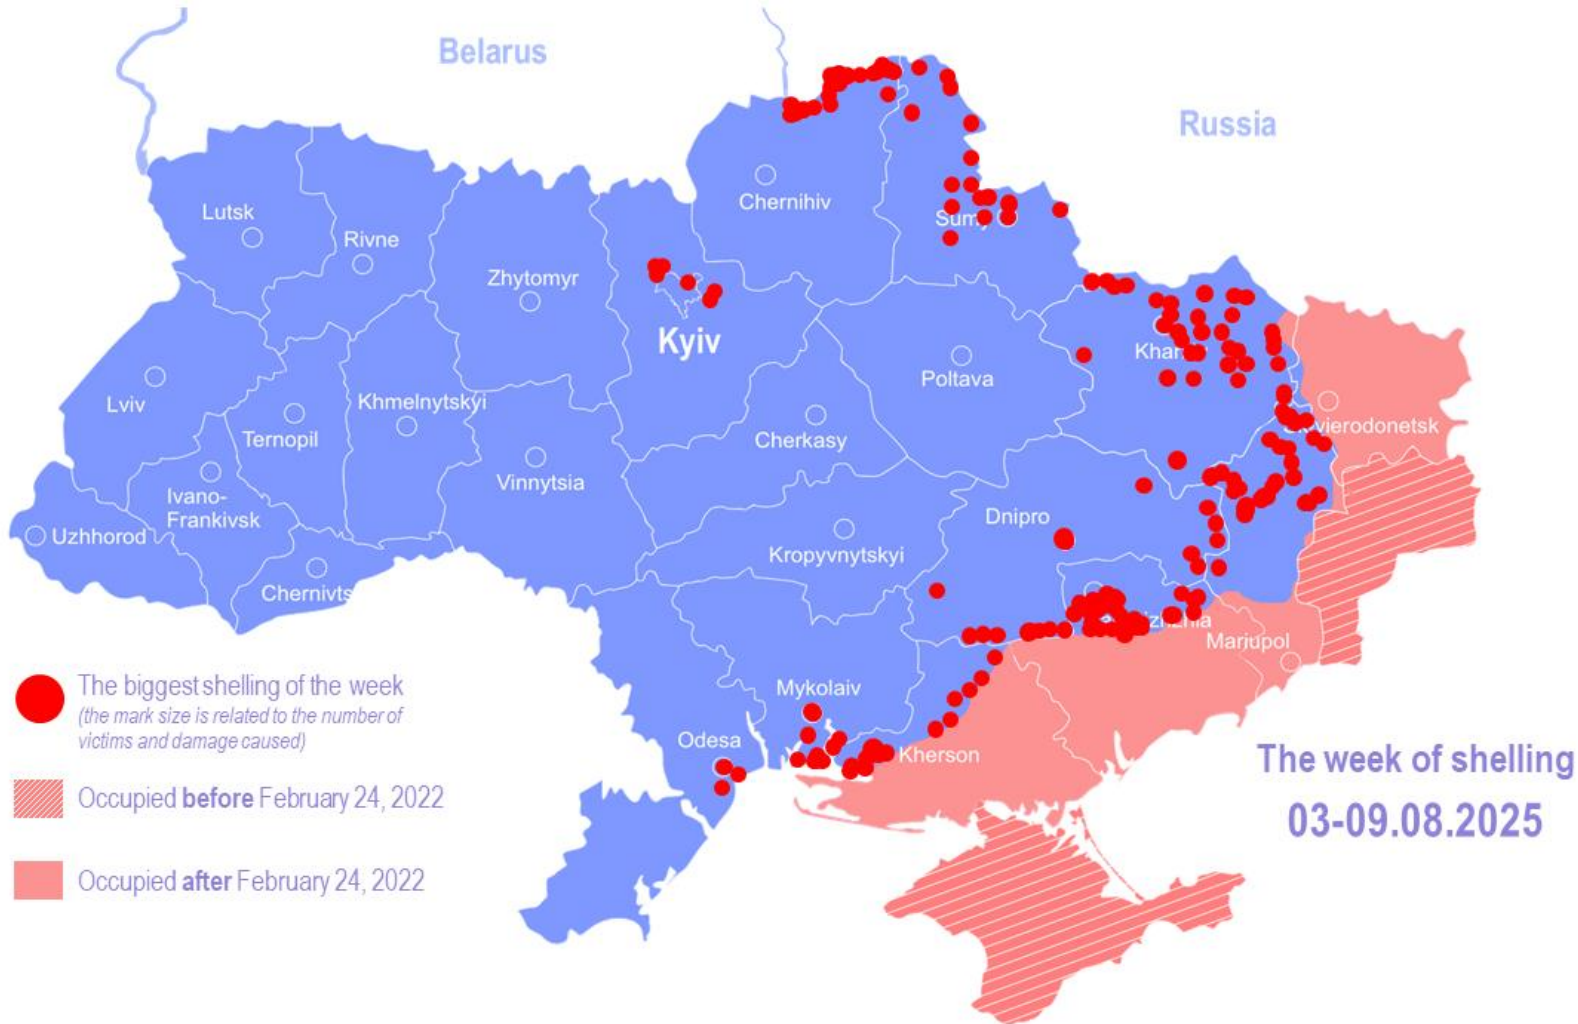 Belarus
Russia
Lutsk
Rivne
Zhytomyr
Chernihiv
Kyiv
Lviv
Ternopil
Khmelnytskyi
Vinnytsia
Cherkasy
Poltava
Ivano-
Frankivsk
Uzhhorod
Chernivts
Kropyvnytskyi
Dnipro
Mariupol
Mykolaiv
Odesa
Kherson
The biggest shelling of the week
(the mark size is related to the number of
victims and damage caused)
Occupied before February 24, 2022
Occupied after February 24, 2022
The week of shelling
03-09.08.2025